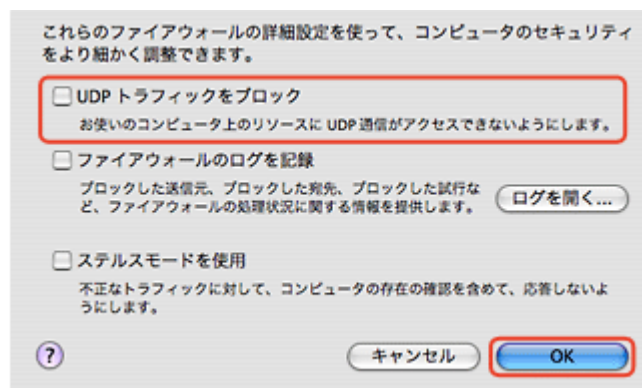 これらのファイアウォールの詳細設定を使って、コンピュータのセキュリティ
をより細かく調整できます。
UDP トラフィックをブロック
お使いのコンピュータ上のリソースに UDP 通信がアクセスできないようにします。
ファイアウォールのログを記録
ブロックした送信元、ブロックした宛先、ブロックした試行な
ど、ファイアウォールの処理状況に関する情報を提供します。
ログを開く...
ステルスモードを使用
不正なトラフィックに対して、コンピュータの存在の確認を含めて、応答しないよ
うにします。
?
キャンセル
OK